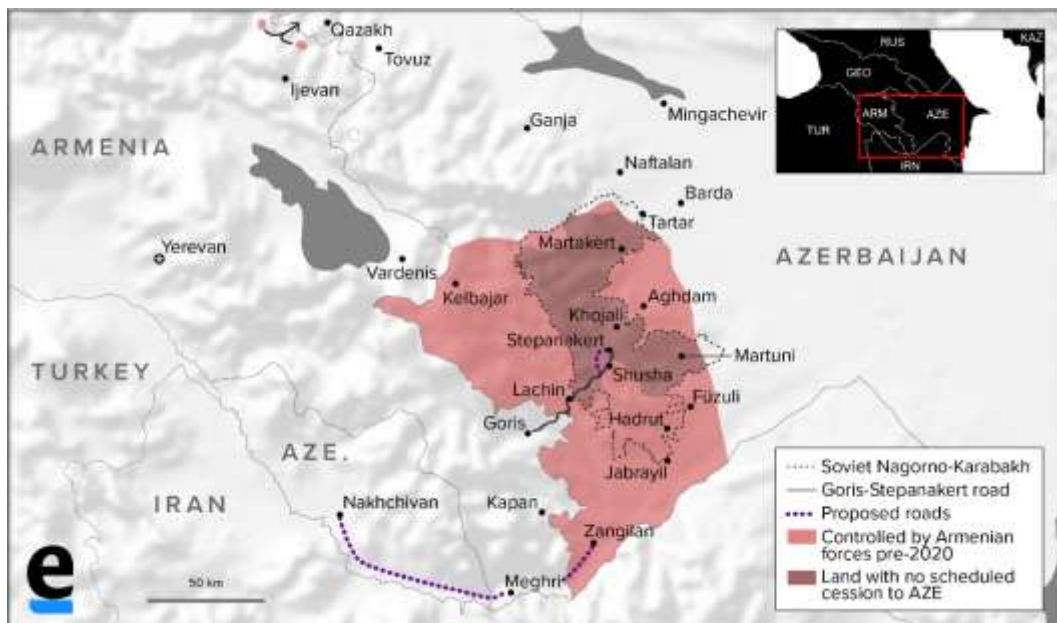 Qazakh
Tovuz
Ijevan
RUS
KAZ
GEO
ARM
AZE
TUR
IRN
Mingachevir
Ganja
ARMENIA
Naftalan
Barda
Tartar
Yerevan
Martakert
Vardenis
AZERBAIJAN
Kelbajar
Aghdam
Khojali
Stepanakert
Martuni
TURKEY
Shusha
Lachin
Füzuli
Goris
Hadrut
AZE.
Jabrayil
IRAN
Nakhchivan
Kapan
Zangilan
Meghri
e
50 km
Soviet Nagorno-Karabakh
Goris-Stepanakert road
Proposed roads
Controlled by Armenian
forces pre-2020
Land with no scheduled
cession to AZE